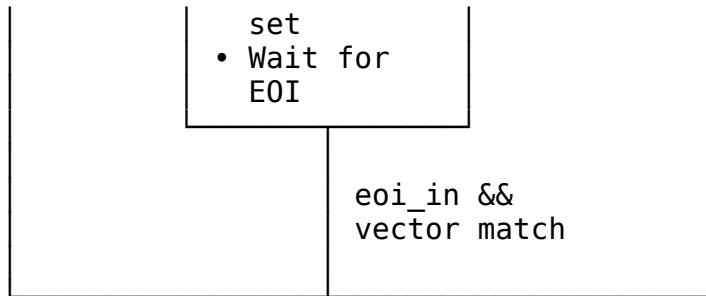 set
• Wait for
EOI
eoi_in &&
vector match